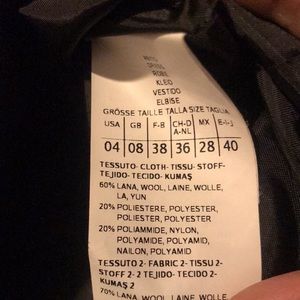 DRESS
ROBE
KLEID
VESTIDO
ELBISE
GRÖSSE TAILLE TALLA SIZE TAGLIA
USA GB F-B CH-D A-NL MX E-I-J
04 08 38 36 28 40
TESSUTO- CLOTH- TISSU- STOFF-
TEJIDO- TECIDO- KUMAŞ
60% LANA, WOOL, LAINE, WOLLE,
LA, YUN
20% POLIESTERE, POLYESTER,
POLYESTER, POLYESTER
20% POLIAMMIDE, NYLON,
POLYAMIDE, POLYAMID,
NAILON, POLYAMID
TESSUTO 2- FABRIC 2- TISSU 2-
STOFF 2- 2 TEJIDO- TECIDO 2-
KUMAŞ 2
70% LANA, WOOL, LAINE, WOLLE